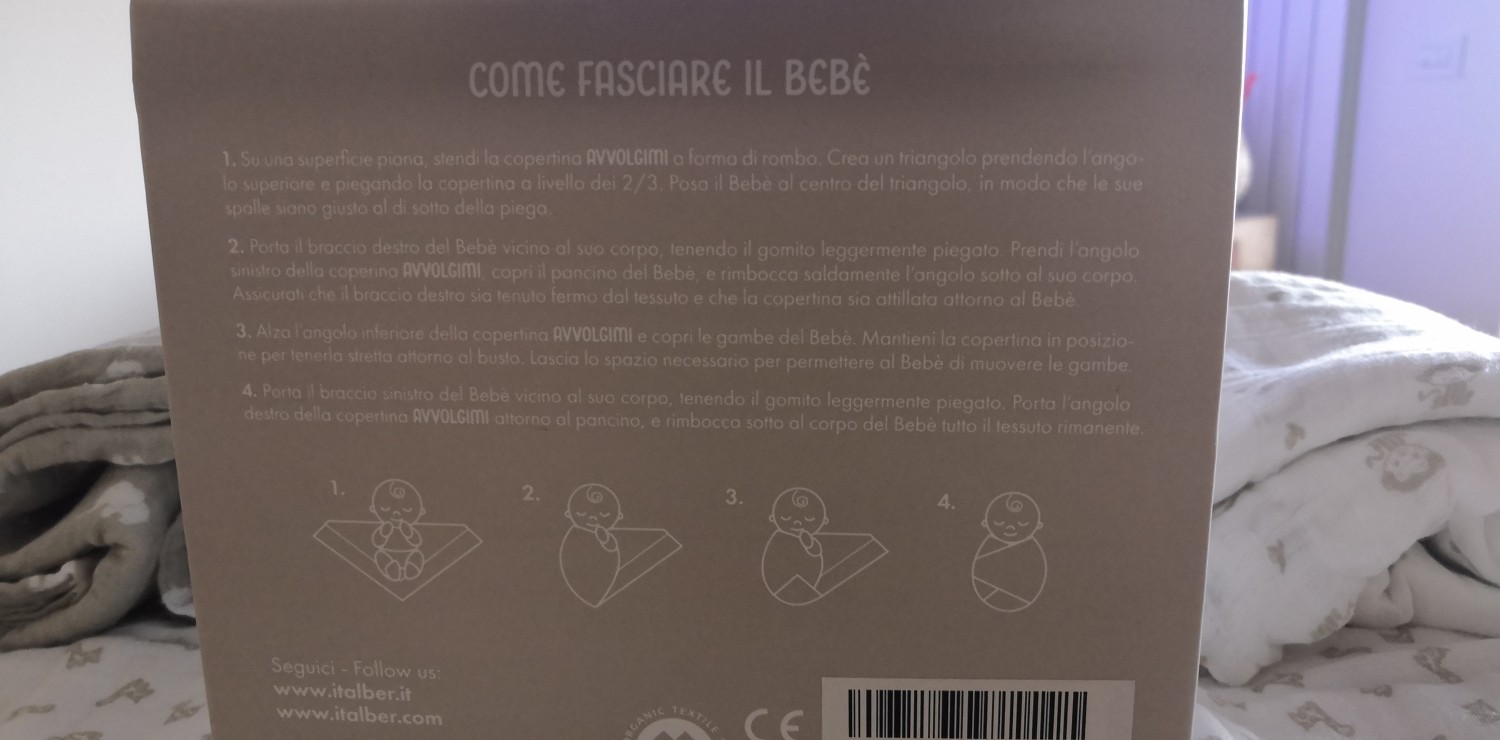 COME FASCIARE IL BEBÈ
1. Su una superficie piana, stendi la copertina AVVOLGIMI a forma di rombo. Crea un triangolo prendendo l'ango-
lo superiore e piegando la copertina a livello dei 2/3. Posa il Bebè al centro del triangolo, in modo che le sue
spalle siano giusto al di sotto della piega.
2. Porta il braccio destro del Bebè vicino al suo corpo, tenendo il gomito leggermente piegato. Prendi l'angolo
sinistro della coperina AVVOLGIMI, copri il pancino del Bebè, e rimbocca saldamente l'angolo sotto al suo corpo.
Assicurati che il braccio destro sia tenuto fermo dal tessuto e che la copertina sia attillata attorno al Bebè.
3. Alza l'angolo inferiore della copertina AVVOLGIMI e copri le gambe del Bebè. Mantieni la copertina in posizio-
ne per tenerla stretta attorno al busto. Lascia lo spazio necessario per permettere al Bebè di muovere le gambe.
4. Porta il braccio sinistro del Bebè vicino al suo corpo, tenendo il gomito leggermente piegato. Porta l'angolo
destro della copertina AVVOLGIMI attorno al pancino, e rimbocca sotto al corpo del Bebè tutto il tessuto rimanente.
1. 2. 3. 4.
Seguici - Follow us:
www.italber.it
www.italber.com
ORGANIC TEXTILE
CE